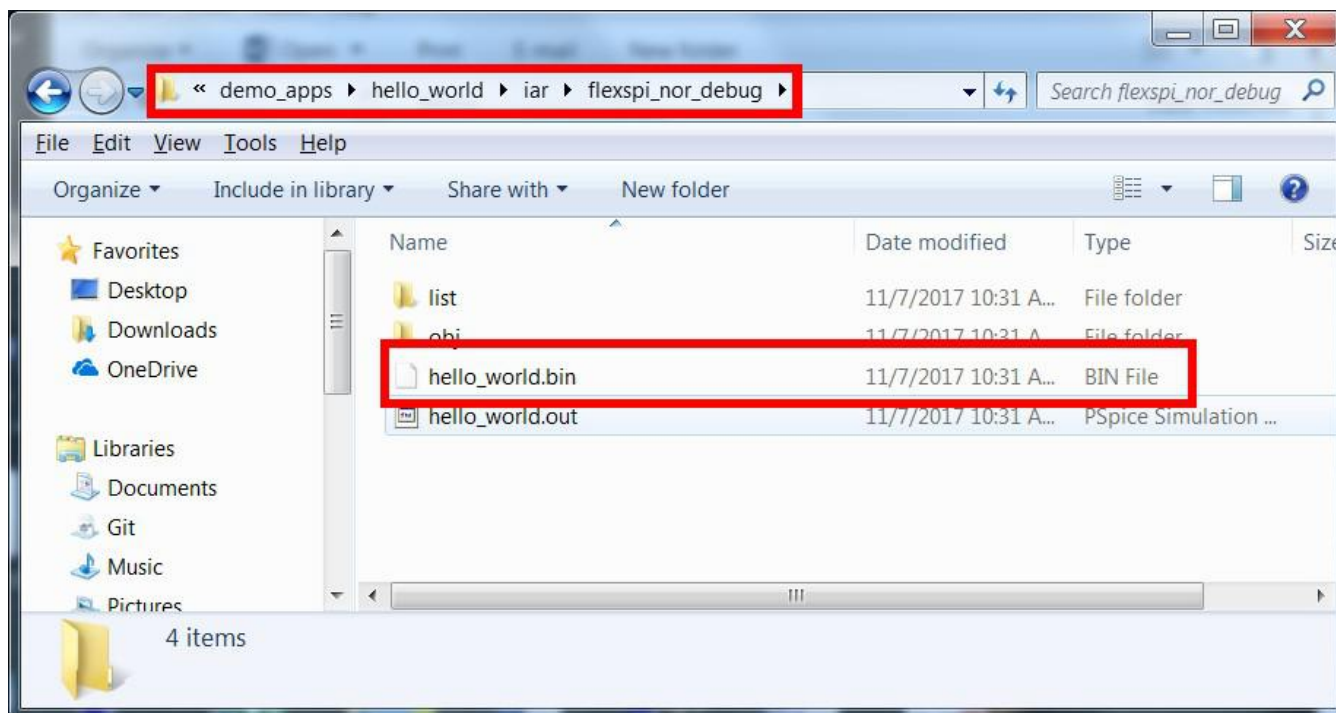 « demo_apps ▸ hello_world ▸ iar ▸ flexspi_nor_debug ▸ Search flexspi_nor_debug
File Edit View Tools Help
Organize Include in library Share with New folder
Favorites
Desktop
Downloads
OneDrive
Libraries
Documents
Git
Music
Pictures
Name Date modified Type Size
list 11/7/2017 10:31 A... File folder
obj 11/7/2017 10:31 A... File folder
hello_world.bin 11/7/2017 10:31 A... BIN File
hello_world.out 11/7/2017 10:31 A... PSpice Simulation ...
4 items